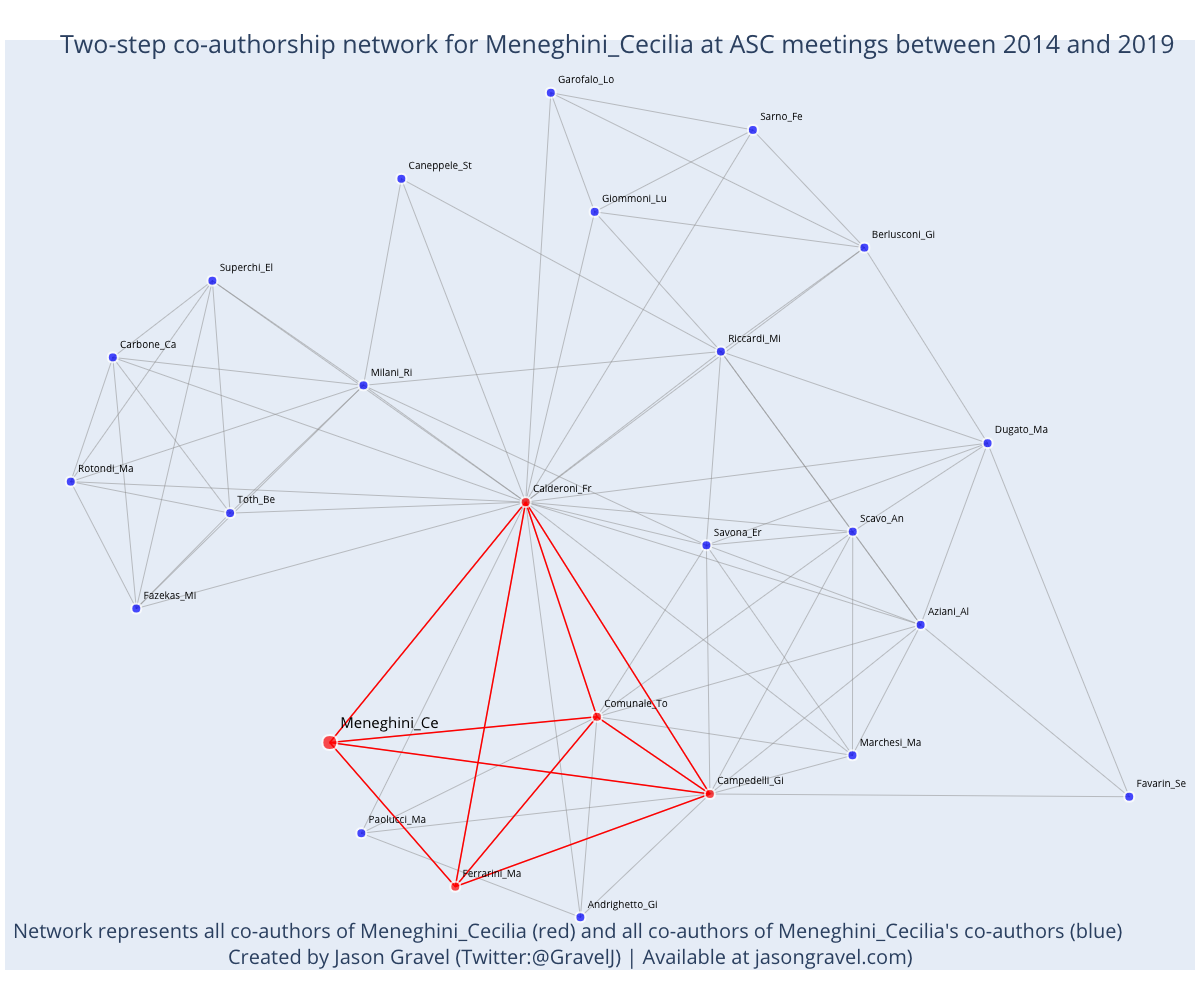 Two-step co-authorship network for Meneghini_Cecilia at ASC meetings between 2014 and 2019
Garofalo_Lo
Sarno_Fe
Caneppele_St
Giommoni_Lu
Berlusconi_Gi
Superchi_El
Carbone_Ca
Riccardi_Mi
Milani_Ri
Dugato_Ma
Rotondi_Ma
Calderoni_Fr
Toth_Be
Scavo_An
Savona_Er
Fazekas_Mi
Aziani_Al
Comunale_To
Meneghini_Ce
Marchesi_Ma
Campedelli_Gi
Favarin_Se
Paolucci_Ma
Ferrarini_Ma
Andrighetto_Gi
Network represents all co-authors of Meneghini_Cecilia (red) and all co-authors of Meneghini_Cecilia's co-authors (blue)
Created by Jason Gravel (Twitter:@GravelJ) | Available at jasongravel.com)